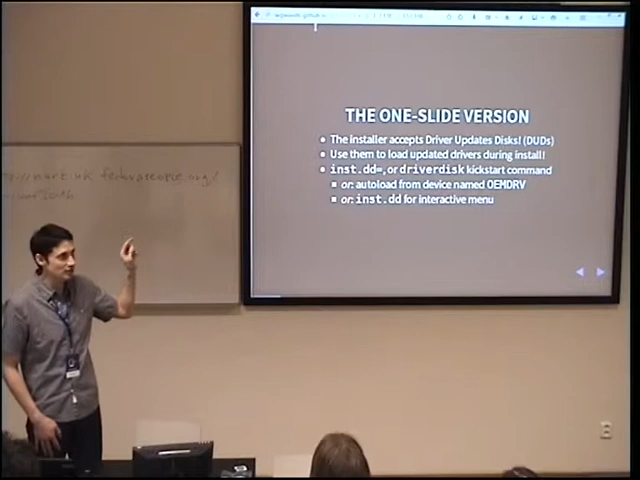 THE ONE-SLIDE VERSION
The installer accepts Driver Updates Disks! (DUDs)
Use them to load updated drivers during install!
inst.dd=, or driverdisk kickstart command
or: autoload from device named OEMDRV
or: inst.dd for interactive menu